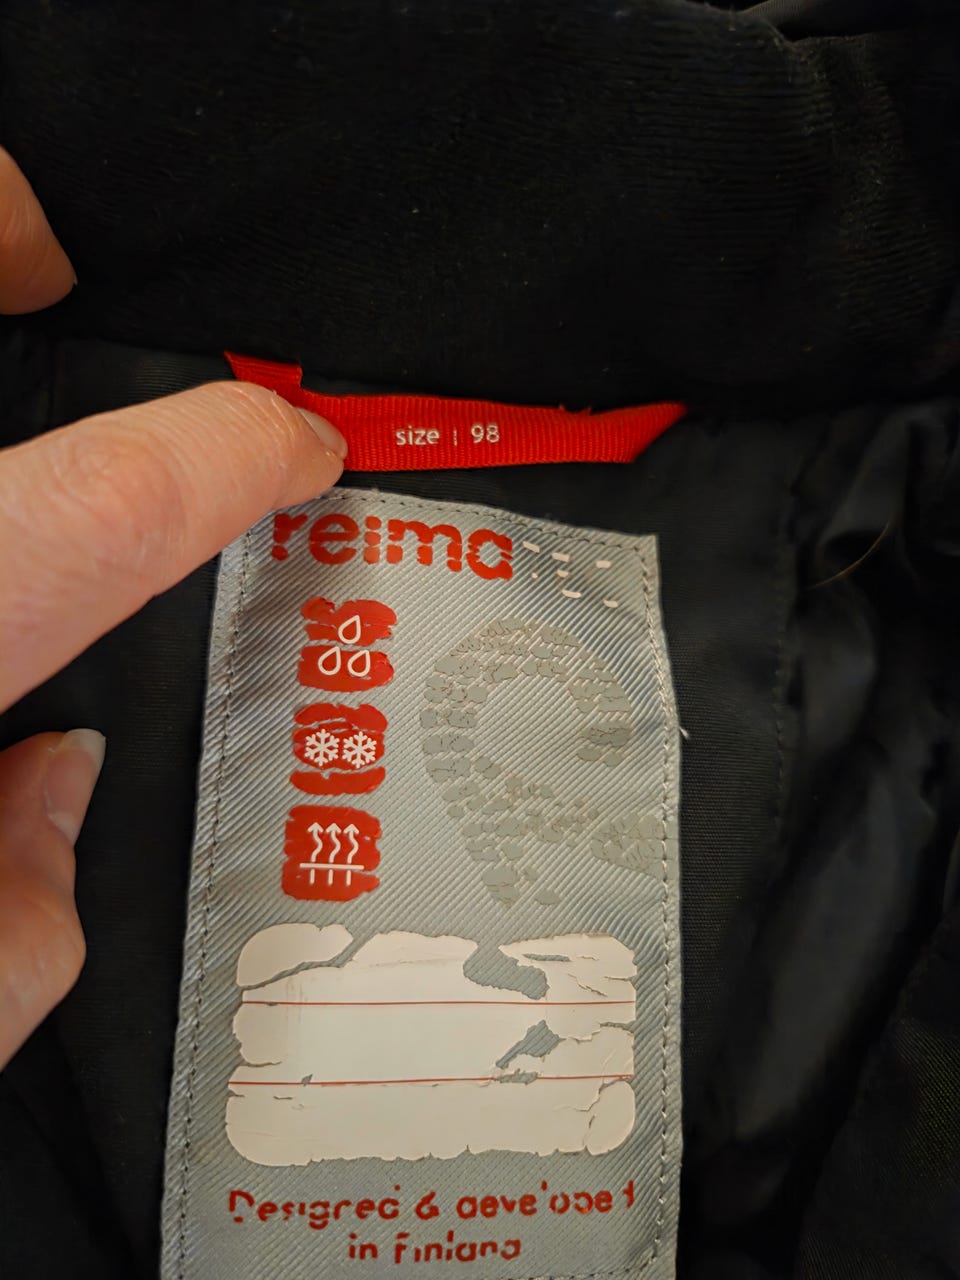 size | 98
reima
Designed & developed
in Finland